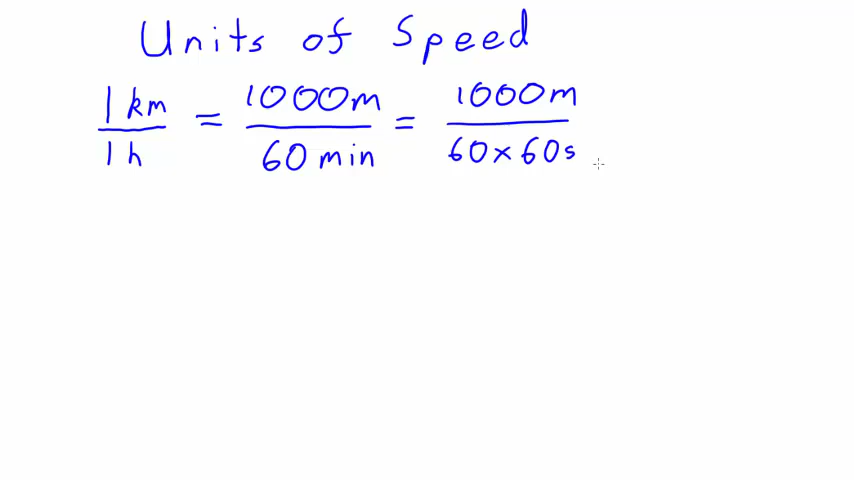 Units of Speed
1 km / 1 h = 1000m / 60 min = 1000m / 60 × 60s